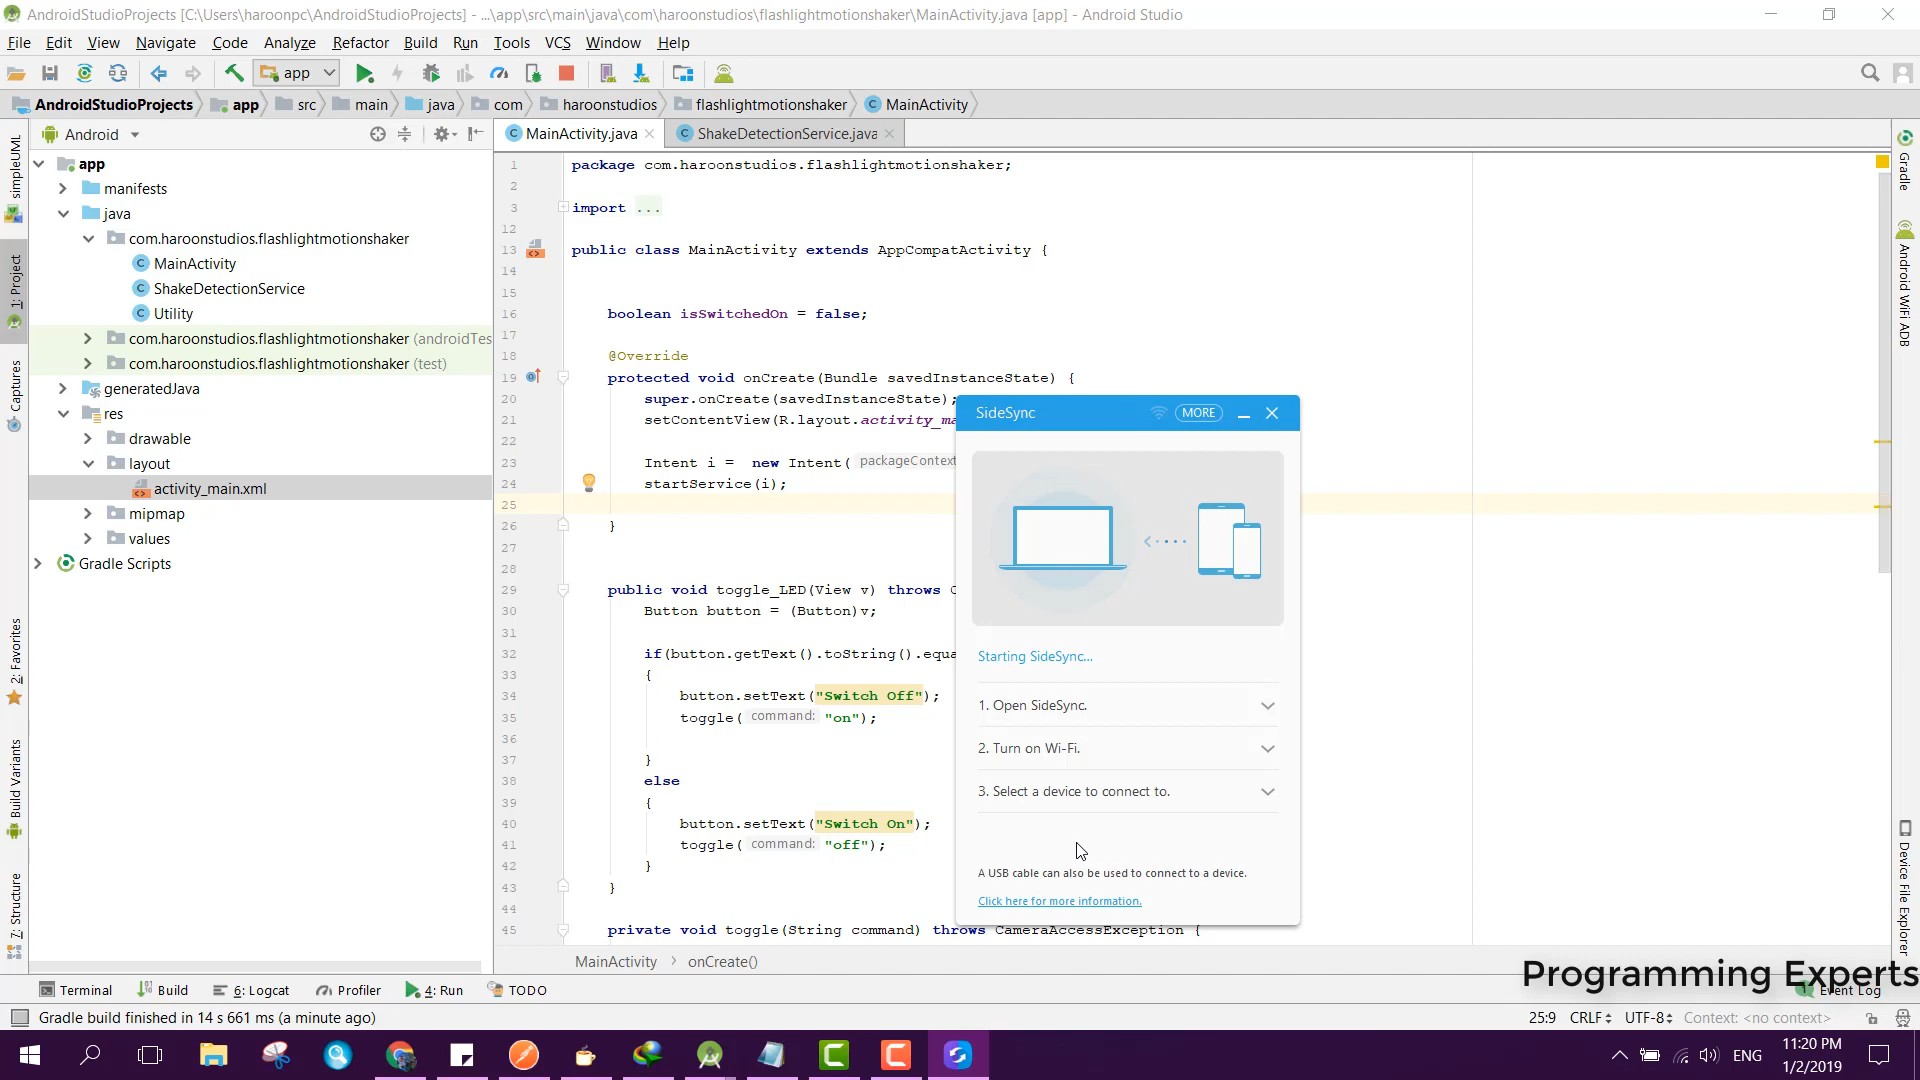 AndroidStudioProjects [C:\Users\haroonpc\AndroidStudioProjects] - ...\app\src\main\java\com\haroonstudios\flashlightmotionshaker\MainActivity.java [app] - Android Studio
File Edit View Navigate Code Analyze Refactor Build Run Tools VCS Window Help
app
AndroidStudioProjects app src main java com haroonstudios flashlightmotionshaker MainActivity
Android
MainActivity.java
ShakeDetectionService.java
simpleUML
1: Project
Captures
2: Favorites
Build Variants
7: Structure
app
manifests
java
com.haroonstudios.flashlightmotionshaker
MainActivity
ShakeDetectionService
Utility
com.haroonstudios.flashlightmotionshaker (androidTes
com.haroonstudios.flashlightmotionshaker (test)
generatedJava
res
drawable
layout
activity_main.xml
mipmap
values
Gradle Scripts
1 package com.haroonstudios.flashlightmotionshaker;
2
3 import ...
12
13 public class MainActivity extends AppCompatActivity {
14
15
16 boolean isSwitchedOn = false;
17
18 @Override
19 protected void onCreate(Bundle savedInstanceState) {
20 super.onCreate(savedInstanceState);
21 setContentView(R.layout.activity_ma
22
23 Intent i = new Intent( packageContext
24 startService(i);
25
26 }
27
28
29 public void toggle_LED(View v) throws C
30 Button button = (Button)v;
31
32 if(button.getText().toString().equa
33 {
34 button.setText("Switch Off");
35 toggle( command: "on");
36
37 }
38 else
39 {
40 button.setText("Switch On");
41 toggle( command: "off");
42 }
43 }
44
45 private void toggle(String command) throws CameraAccessException {
SideSync MORE
Starting SideSync...
1. Open SideSync.
2. Turn on Wi-Fi.
3. Select a device to connect to.
A USB cable can also be used to connect to a device.
Click here for more information.
Gradle
Android WiFi ADB
Device File Explorer
MainActivity > onCreate()
Programming Experts
Terminal Build 6: Logcat Profiler 4: Run TODO
1 Event Log
Gradle build finished in 14 s 661 ms (a minute ago)
25:9 CRLF UTF-8 Context: <no context>
ENG
11:20 PM
1/2/2019